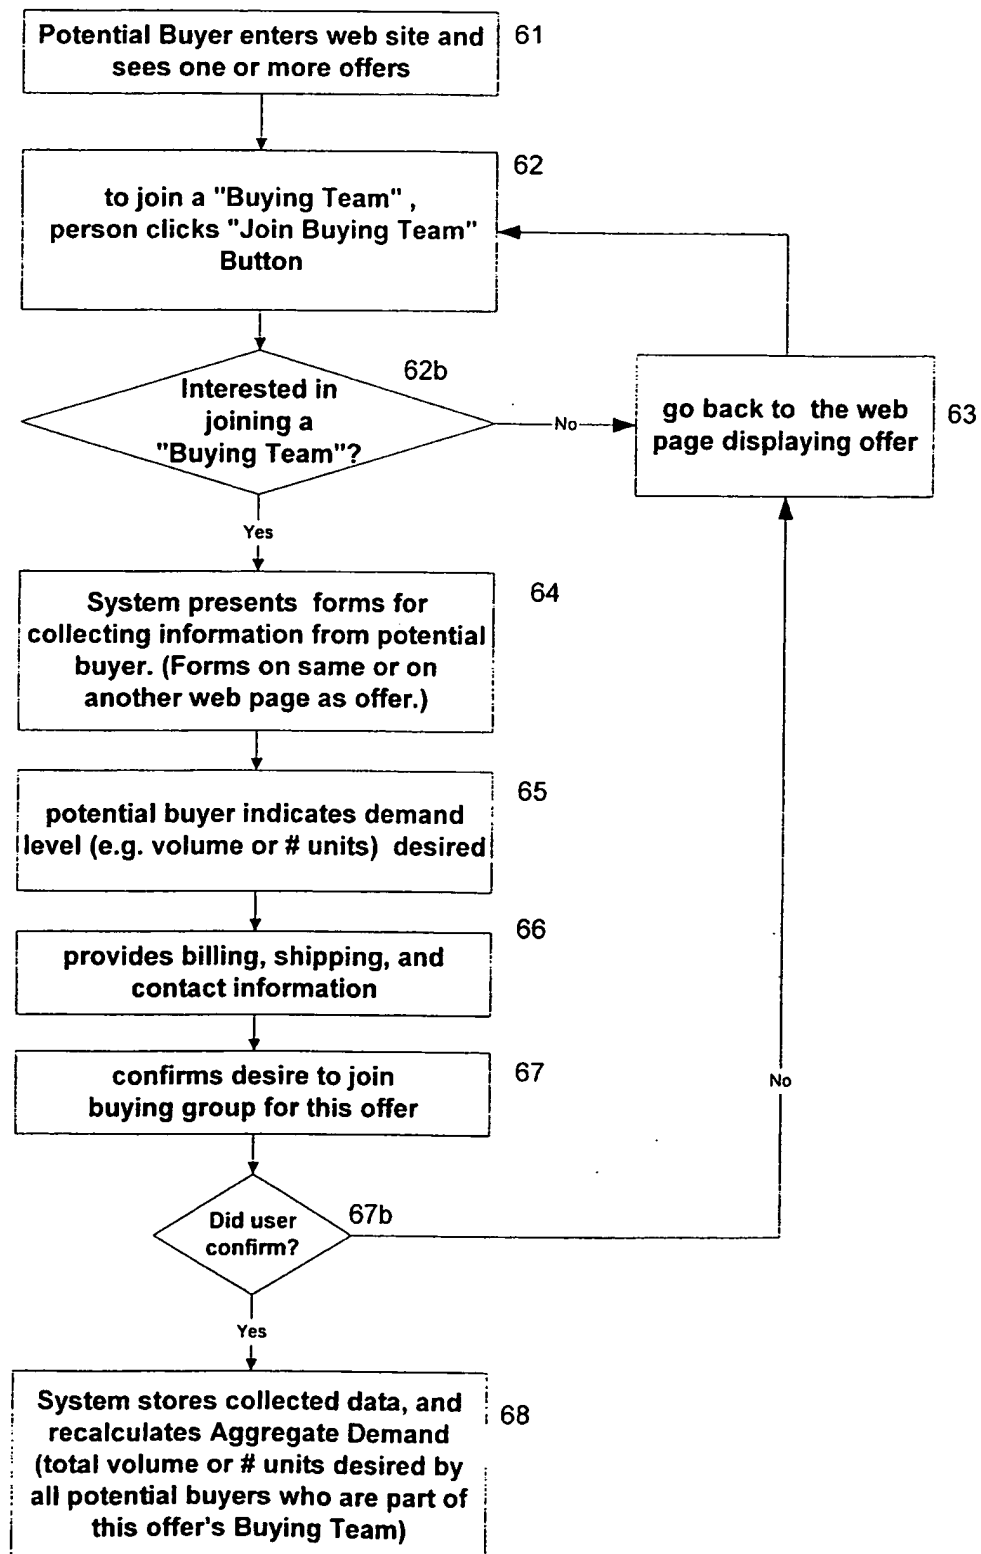 Potential Buyer enters web site and
sees one or more offers
61
to join a "Buying Team" ,
person clicks "Join Buying Team"
Button
62
Interested in
joining a
"Buying Team"?
62b
No
go back to the web
page displaying offer
63
Yes
System presents forms for
collecting information from potential
buyer. (Forms on same or on
another web page as offer.)
64
potential buyer indicates demand
level (e.g. volume or # units) desired
65
provides billing, shipping, and
contact information
66
confirms desire to join
buying group for this offer
67
Did user
confirm?
67b
No
Yes
System stores collected data, and
recalculates Aggregate Demand
(total volume or # units desired by
all potential buyers who are part of
this offer's Buying Team)
68